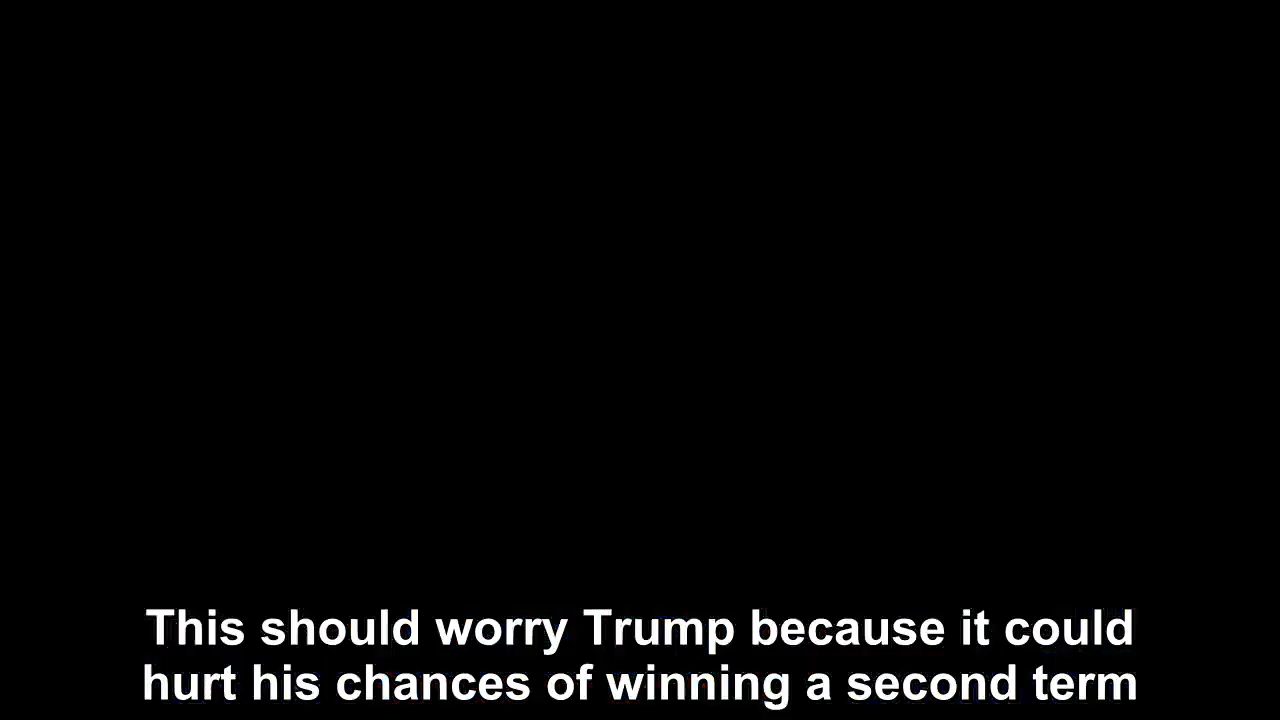 This should worry Trump because it could
hurt his chances of winning a second term